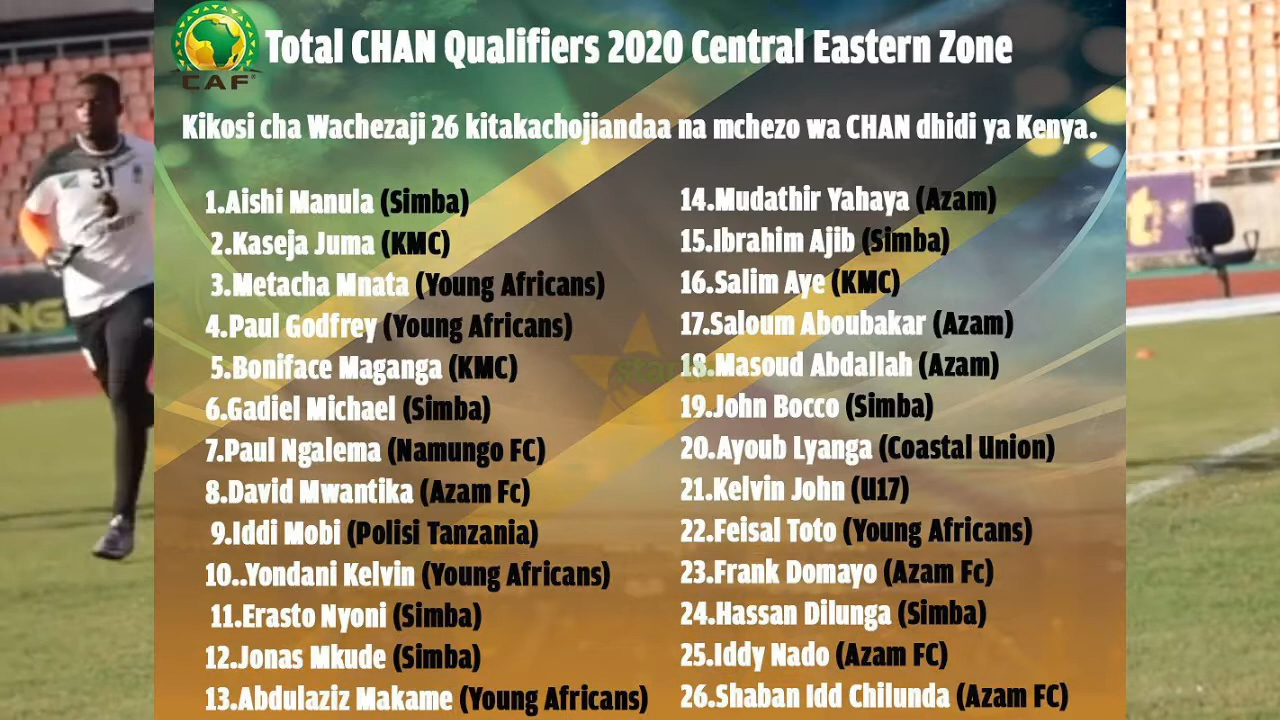 CAF
Total CHAN Qualifiers 2020 Central Eastern Zone
Kikosi cha Wachezaji 26 kitakachojiandaa na mchezo wa CHAN dhidi ya Kenya.
1.Aishi Manula (Simba)
2.Kaseja Juma (KMC)
3.Metacha Mnata (Young Africans)
4.Paul Godfrey (Young Africans)
5.Boniface Maganga (KMC)
6.Gadiel Michael (Simba)
7.Paul Ngalema (Namungo FC)
8.David Mwantika (Azam Fc)
9.Iddi Mobi (Polisi Tanzania)
10..Yondani Kelvin (Young Africans)
11.Erasto Nyoni (Simba)
12.Jonas Mkude (Simba)
13.Abdulaziz Makame (Young Africans)
14.Mudathir Yahaya (Azam)
15.Ibrahim Ajib (Simba)
16.Salim Aye (KMC)
17.Saloum Aboubakar (Azam)
18.Masoud Abdallah (Azam)
19.John Bocco (Simba)
20.Ayoub Lyanga (Coastal Union)
21.Kelvin John (U17)
22.Feisal Toto (Young Africans)
23.Frank Domayo (Azam Fc)
24.Hassan Dilunga (Simba)
25.Iddy Nado (Azam FC)
26.Shaban Idd Chilunda (Azam FC)
31